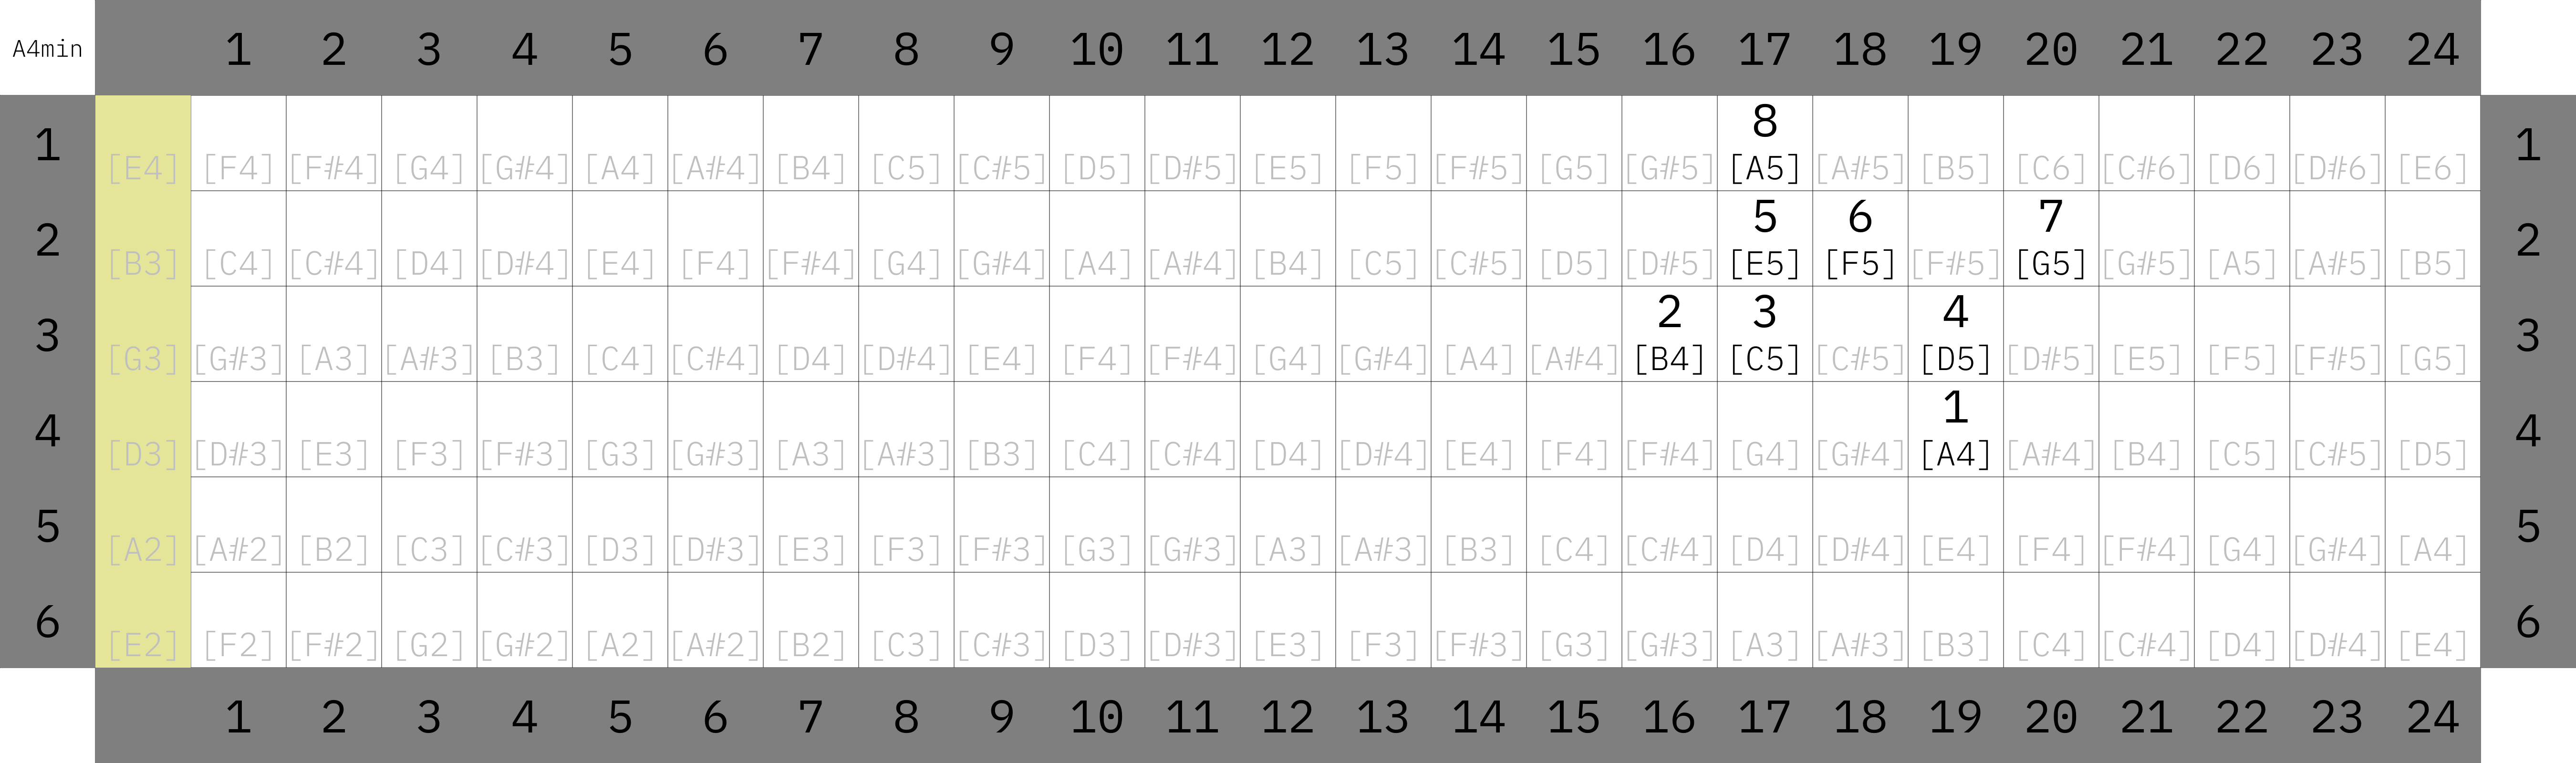 A4min 1 2 3 4 5 6 7 8 9 10 11 12 13 14 15 16 17 18 19 20 21 22 23 24
8
1 [E4] [F4] [F#4] [G4] [G#4] [A4] [A#4] [B4] [C5] [C#5] [D5] [D#5] [E5] [F5] [F#5] [G5] [G#5] [A5] [A#5] [B5] [C6] [C#6] [D6] [D#6] [E6] 1
5 6 7
2 [B3] [C4] [C#4] [D4] [D#4] [E4] [F4] [F#4] [G4] [G#4] [A4] [A#4] [B4] [C5] [C#5] [D5] [D#5] [E5] [F5] [F#5] [G5] [G#5] [A5] [A#5] [B5] 2
2 3 4
3 [G3] [G#3] [A3] [A#3] [B3] [C4] [C#4] [D4] [D#4] [E4] [F4] [F#4] [G4] [G#4] [A4] [A#4] [B4] [C5] [C#5] [D5] [D#5] [E5] [F5] [F#5] [G5] 3
1
4 [D3] [D#3] [E3] [F3] [F#3] [G3] [G#3] [A3] [A#3] [B3] [C4] [C#4] [D4] [D#4] [E4] [F4] [F#4] [G4] [G#4] [A4] [A#4] [B4] [C5] [C#5] [D5] 4
5 [A2] [A#2] [B2] [C3] [C#3] [D3] [D#3] [E3] [F3] [F#3] [G3] [G#3] [A3] [A#3] [B3] [C4] [C#4] [D4] [D#4] [E4] [F4] [F#4] [G4] [G#4] [A4] 5
6 [E2] [F2] [F#2] [G2] [G#2] [A2] [A#2] [B2] [C3] [C#3] [D3] [D#3] [E3] [F3] [F#3] [G3] [G#3] [A3] [A#3] [B3] [C4] [C#4] [D4] [D#4] [E4] 6
1 2 3 4 5 6 7 8 9 10 11 12 13 14 15 16 17 18 19 20 21 22 23 24